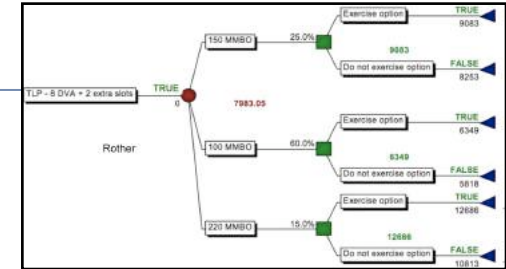 Exercise option TRUE
9083
150 MMBO 25.0%
9083
Do not exercise option FALSE
8253
TLP - 8 DVA + 2 extra slots TRUE
0 7983.05
Exercise option TRUE
6349
Rother 100 MMBO 60.0%
6349
Do not exercise option FALSE
5818
Exercise option TRUE
12686
220 MMBO 15.0%
12686
Do not exercise option FALSE
10813